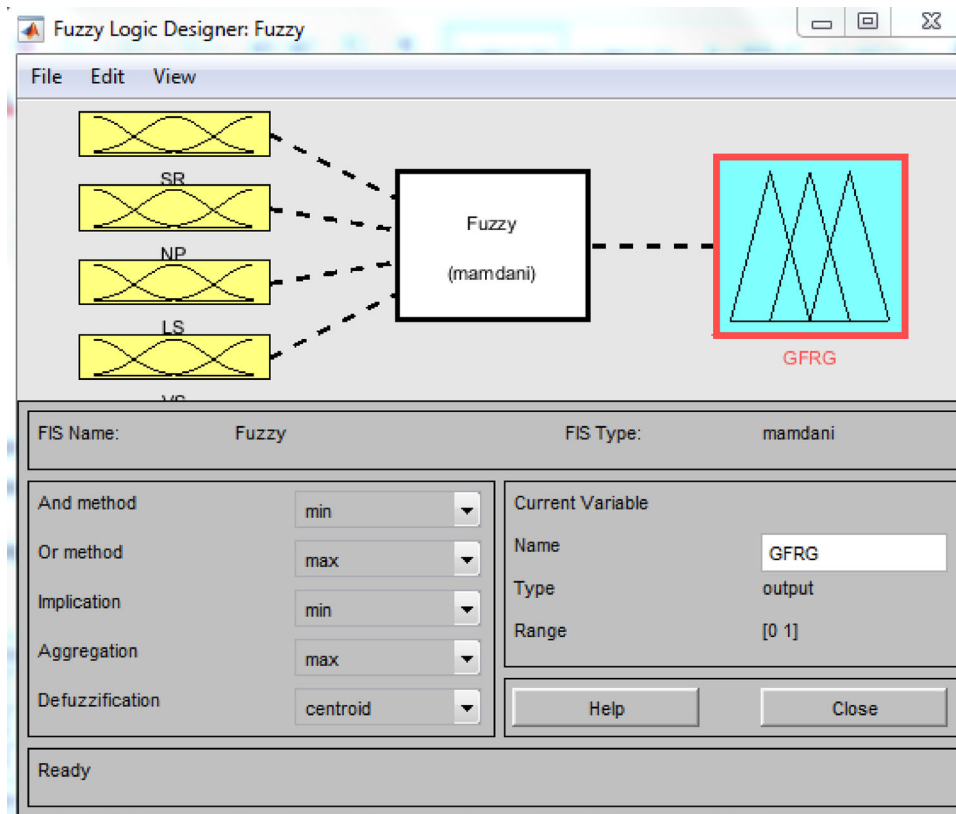 Fuzzy Logic Designer: Fuzzy
File Edit View
SR
NP
LS
Fuzzy
(mamdani)
GFRG
FIS Name: Fuzzy FIS Type: mamdani
And method min
Or method max
Implication min
Aggregation max
Defuzzification centroid
Current Variable
Name GFRG
Type output
Range [0 1]
Help Close
Ready